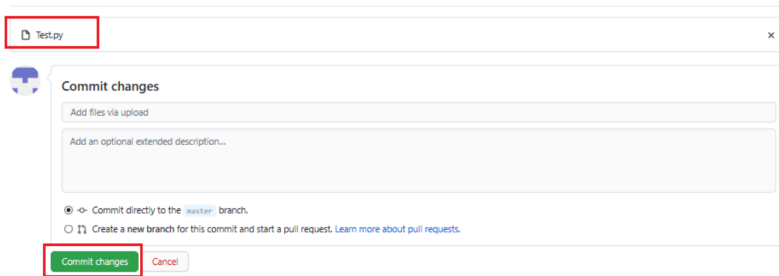 Test.py
Commit changes
Add files via upload
Add an optional extended description...
Commit directly to the master branch.
Create a new branch for this commit and start a pull request. Learn more about pull requests.
Commit changes Cancel